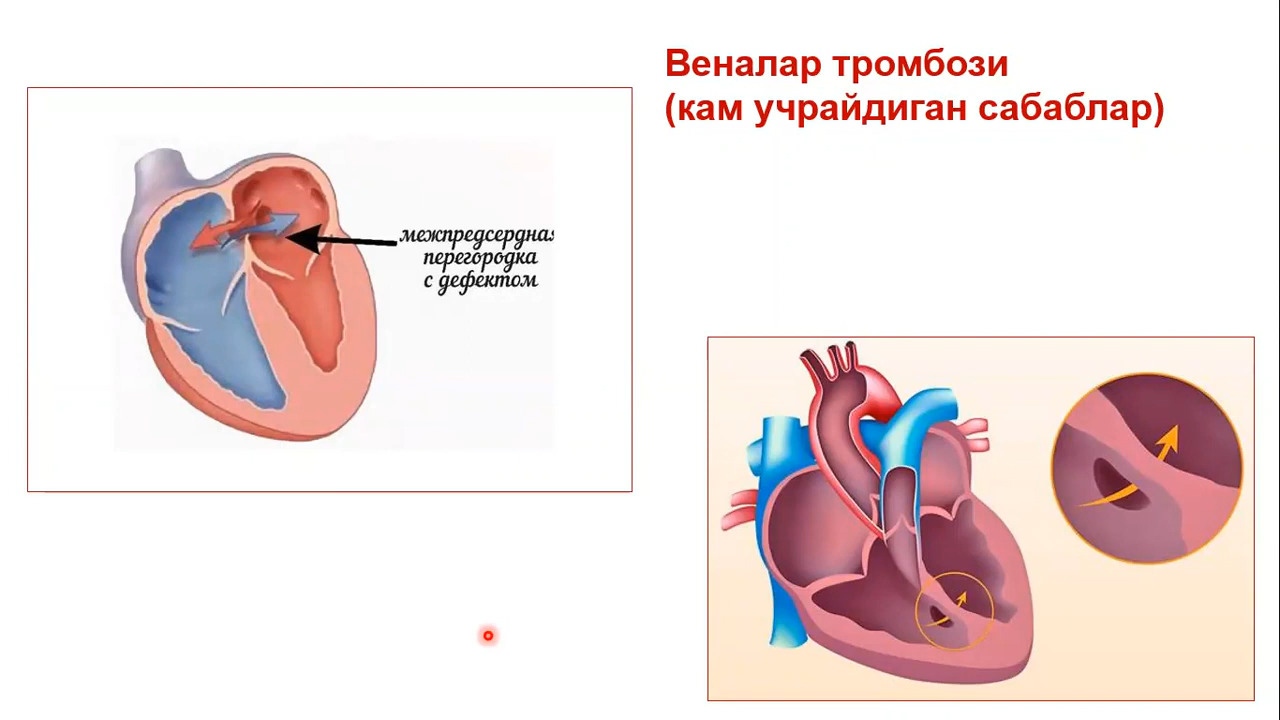 Веналар тромбози
(кам учрайдиган сабаблар)
межпредсердная
перегородка
с дефектом